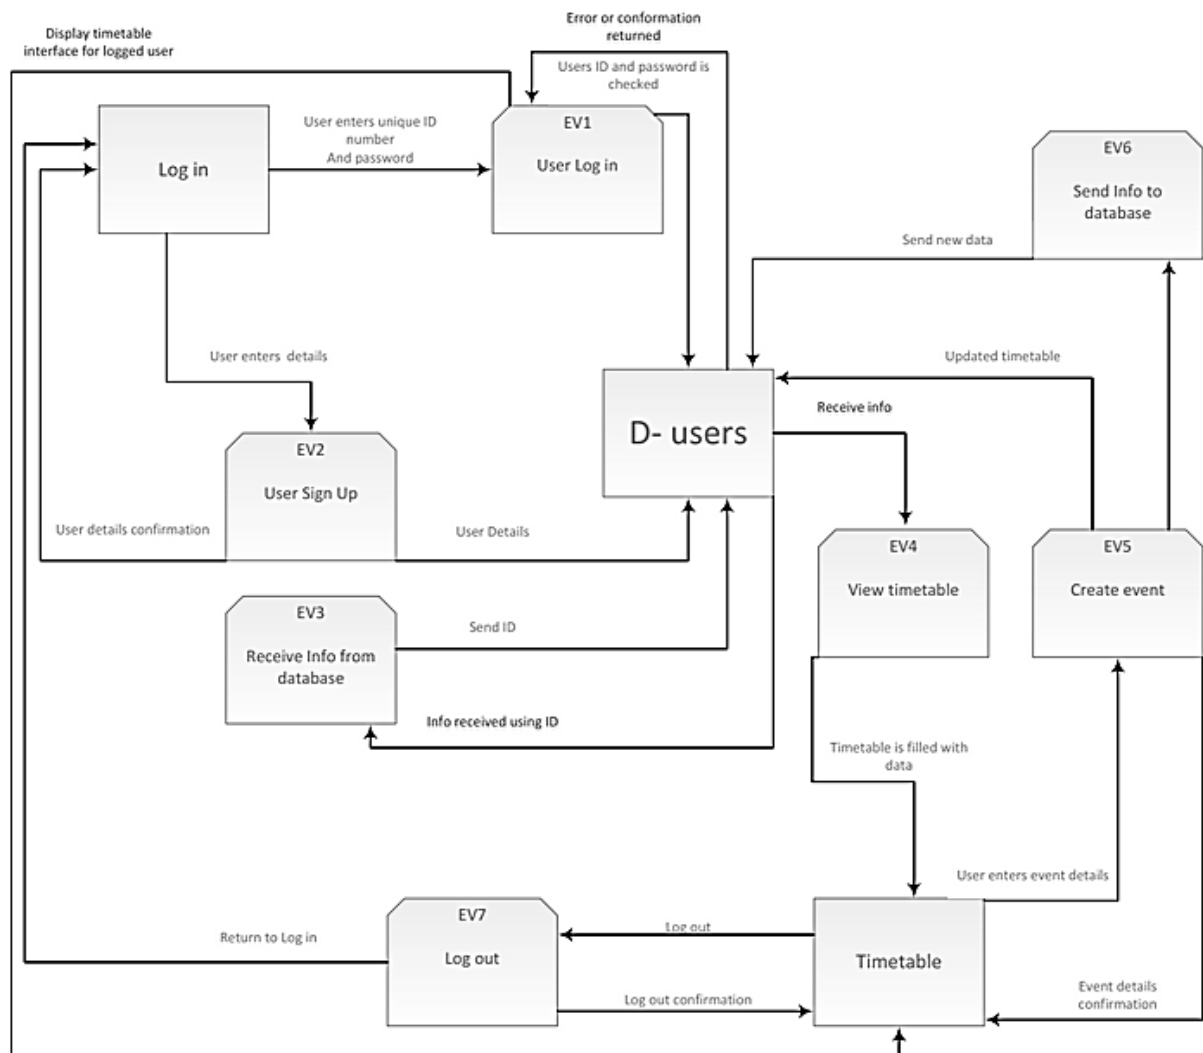 Display timetable
interface for logged user
Error or conformation
returned
Users ID and password is
checked
User enters unique ID
number
And password
Log in
EV1
User Log in
EV6
Send Info to
database
Send new data
User enters  details
Updated timetable
Receive info
D- users
EV2
User Sign Up
User details confirmation
User Details
EV4
View timetable
EV5
Create event
EV3
Receive Info from
database
Send ID
Info received using ID
Timetable is filled with
data
User enters event details
EV7
Log out
Return to Log in
Log out
Timetable
Log out confirmation
Event details
confirmation